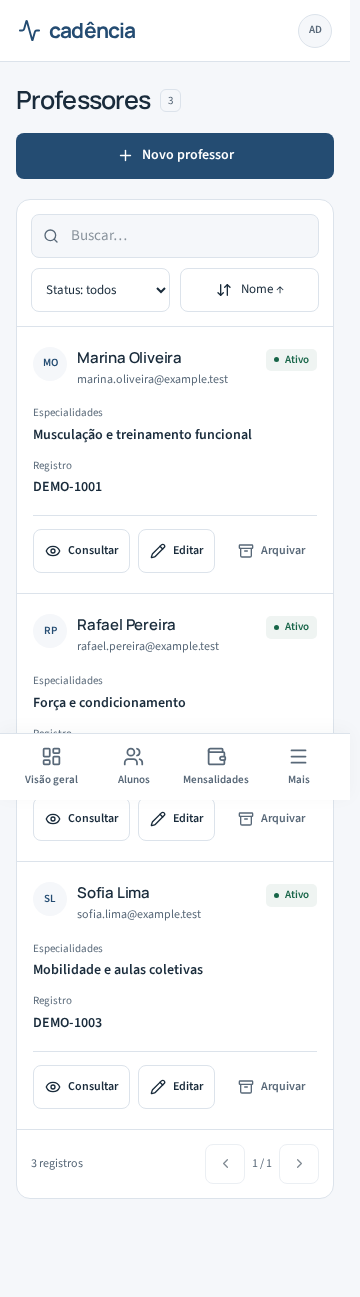 cadência
AD
Professores 3
Novo professor
Buscar...
Status: todos
Nome ↑
MO
Marina Oliveira
Ativo
marina.oliveira@example.test
Especialidades
Musculação e treinamento funcional
Registro
DEMO-1001
Consultar
Editar
Arquivar
RP
Rafael Pereira
Ativo
rafael.pereira@example.test
Especialidades
Força e condicionamento
Registro
Visão geral
Alunos
Mensalidades
Mais
Consultar
Editar
Arquivar
SL
Sofia Lima
Ativo
sofia.lima@example.test
Especialidades
Mobilidade e aulas coletivas
Registro
DEMO-1003
Consultar
Editar
Arquivar
3 registros
1 / 1